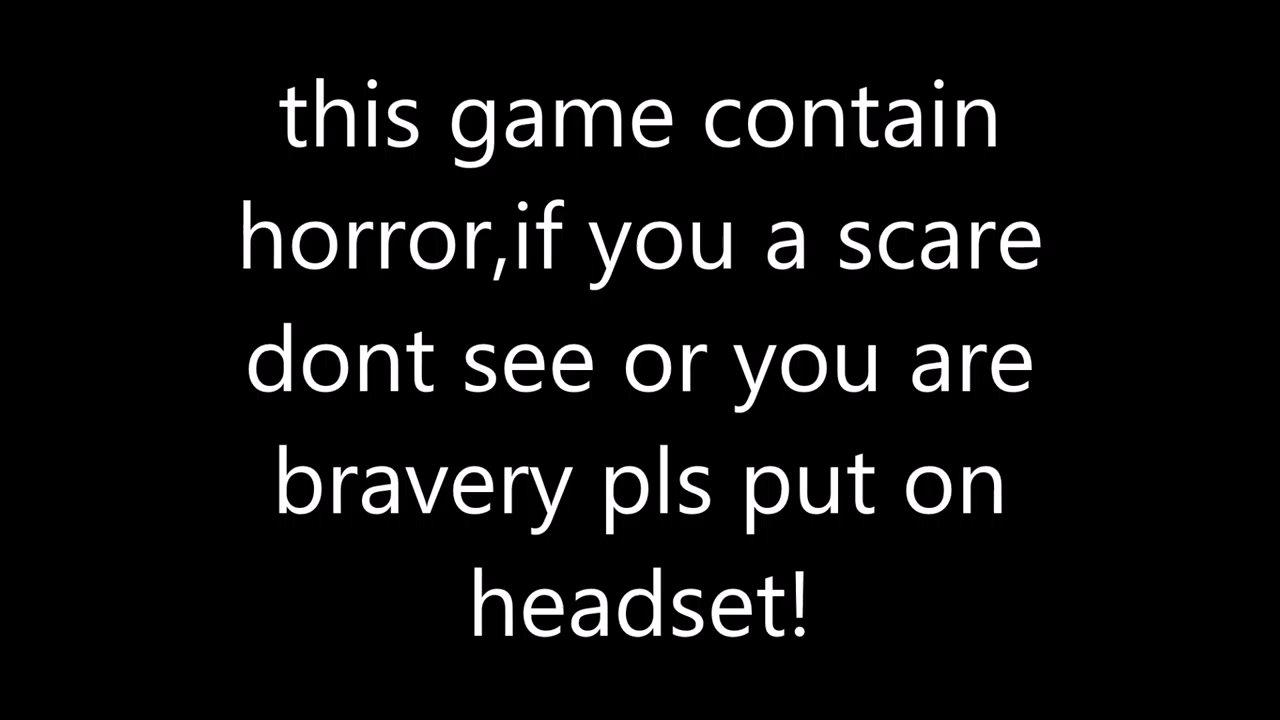 this game contain
horror,if you a scare
dont see or you are
bravery pls put on
headset!